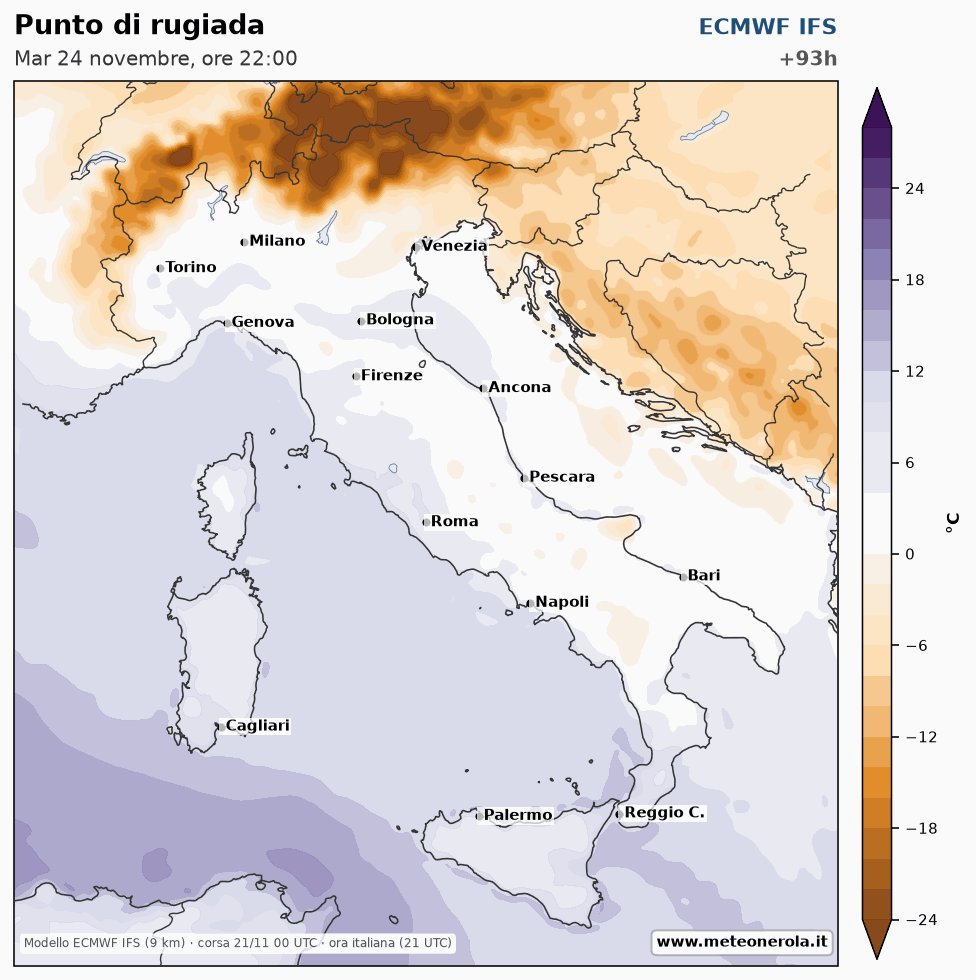 Punto di rugiada
ECMWF IFS
Mar 24 novembre, ore 22:00
+93h
Milano
Venezia
Torino
Genova
Bologna
Firenze
Ancona
Pescara
Roma
Bari
Napoli
Cagliari
Palermo
Reggio C.
24
18
12
6
0
−6
−12
−18
−24
°C
Modello ECMWF IFS (9 km) · corsa 21/11 00 UTC · ora italiana (21 UTC)
www.meteonerola.it